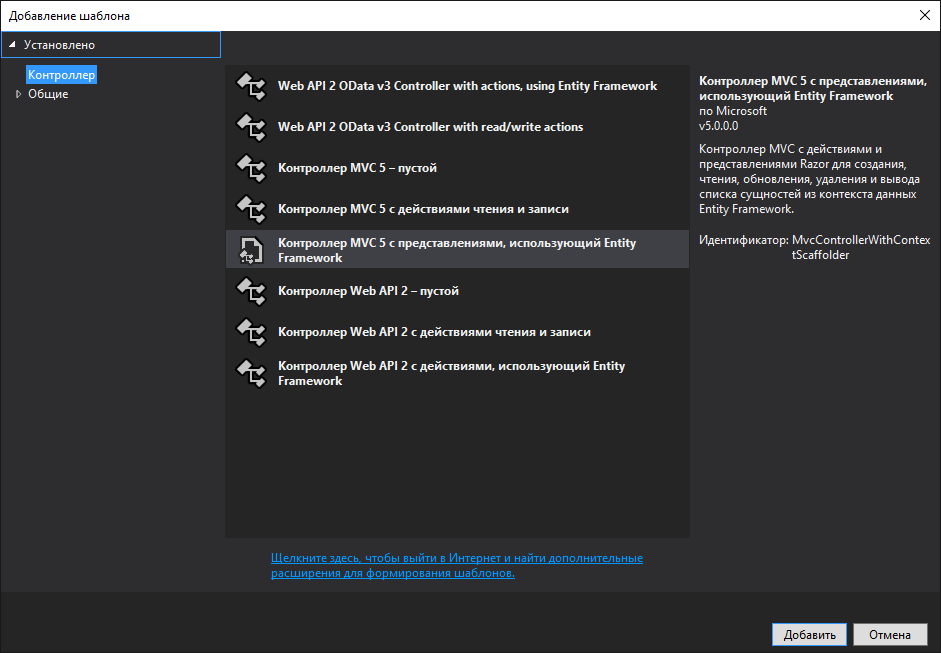 Добавление шаблона
Установлено
Контроллер
Общие
Web API 2 OData v3 Controller with actions, using Entity Framework
Web API 2 OData v3 Controller with read/write actions
Контроллер MVC 5 – пустой
Контроллер MVC 5 с действиями чтения и записи
Контроллер MVC 5 с представлениями, использующий Entity
Framework
Контроллер Web API 2 – пустой
Контроллер Web API 2 с действиями чтения и записи
Контроллер Web API 2 с действиями, использующий Entity
Framework
Контроллер MVC 5 с представлениями,
использующий Entity Framework
по Microsoft
v5.0.0.0
Контроллер MVC с действиями и
представлениями Razor для создания,
чтения, обновления, удаления и вывода
списка сущностей из контекста данных
Entity Framework.
Идентификатор: MvcControllerWithContex
tScaffolder
Щелкните здесь, чтобы выйти в Интернет и найти дополнительные
расширения для формирования шаблонов.
Добавить
Отмена